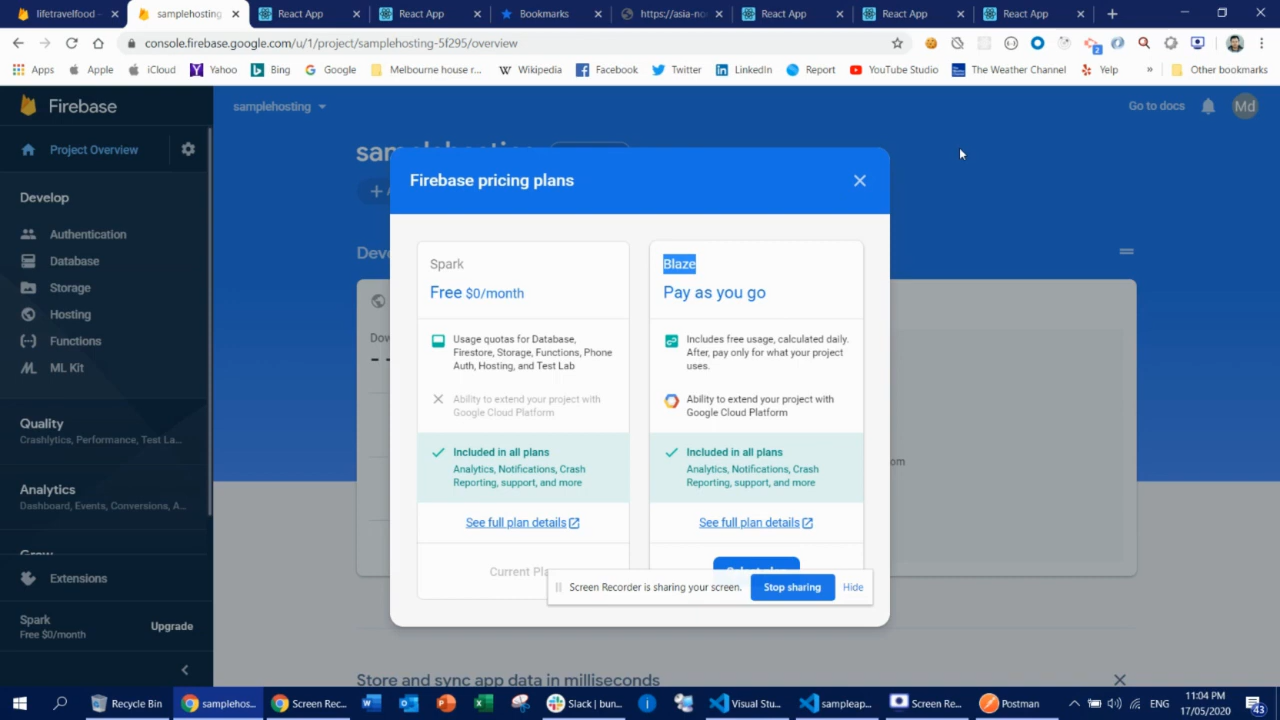 lifetravelfood -
samplehosting
React App
React App
Bookmarks
https://asia-no
React App
React App
React App
console.firebase.google.com/u/1/project/samplehosting-5f295/overview
Apps
Apple
iCloud
Yahoo
Bing
Google
Melbourne house r...
Wikipedia
Facebook
Twitter
LinkedIn
Report
YouTube Studio
The Weather Channel
Yelp
»
Other bookmarks
Firebase
samplehosting
Go to docs
Md
Project Overview
Develop
Authentication
Database
Storage
Hosting
Functions
ML Kit
Quality
Crashlytics, Performance, Test La...
Analytics
Dashboard, Events, Conversions, A...
Grow
Extensions
Spark
Free $0/month
Upgrade
Firebase pricing plans
Spark
Free $0/month
Usage quotas for Database,
Firestore, Storage, Functions, Phone
Auth, Hosting, and Test Lab
Ability to extend your project with
Google Cloud Platform
Included in all plans
Analytics, Notifications, Crash
Reporting, support, and more
See full plan details
Current Pla
Blaze
Pay as you go
Includes free usage, calculated daily.
After, pay only for what your project
uses.
Ability to extend your project with
Google Cloud Platform
Included in all plans
Analytics, Notifications, Crash
Reporting, support, and more
See full plan details
Screen Recorder is sharing your screen.
Stop sharing
Hide
Store and sync app data in milliseconds
Recycle Bin
samplehos...
Screen Rec...
Slack | bun...
Visual Stu...
sampleap...
Screen Re...
Postman
ENG
11:04 PM
17/05/2020
43